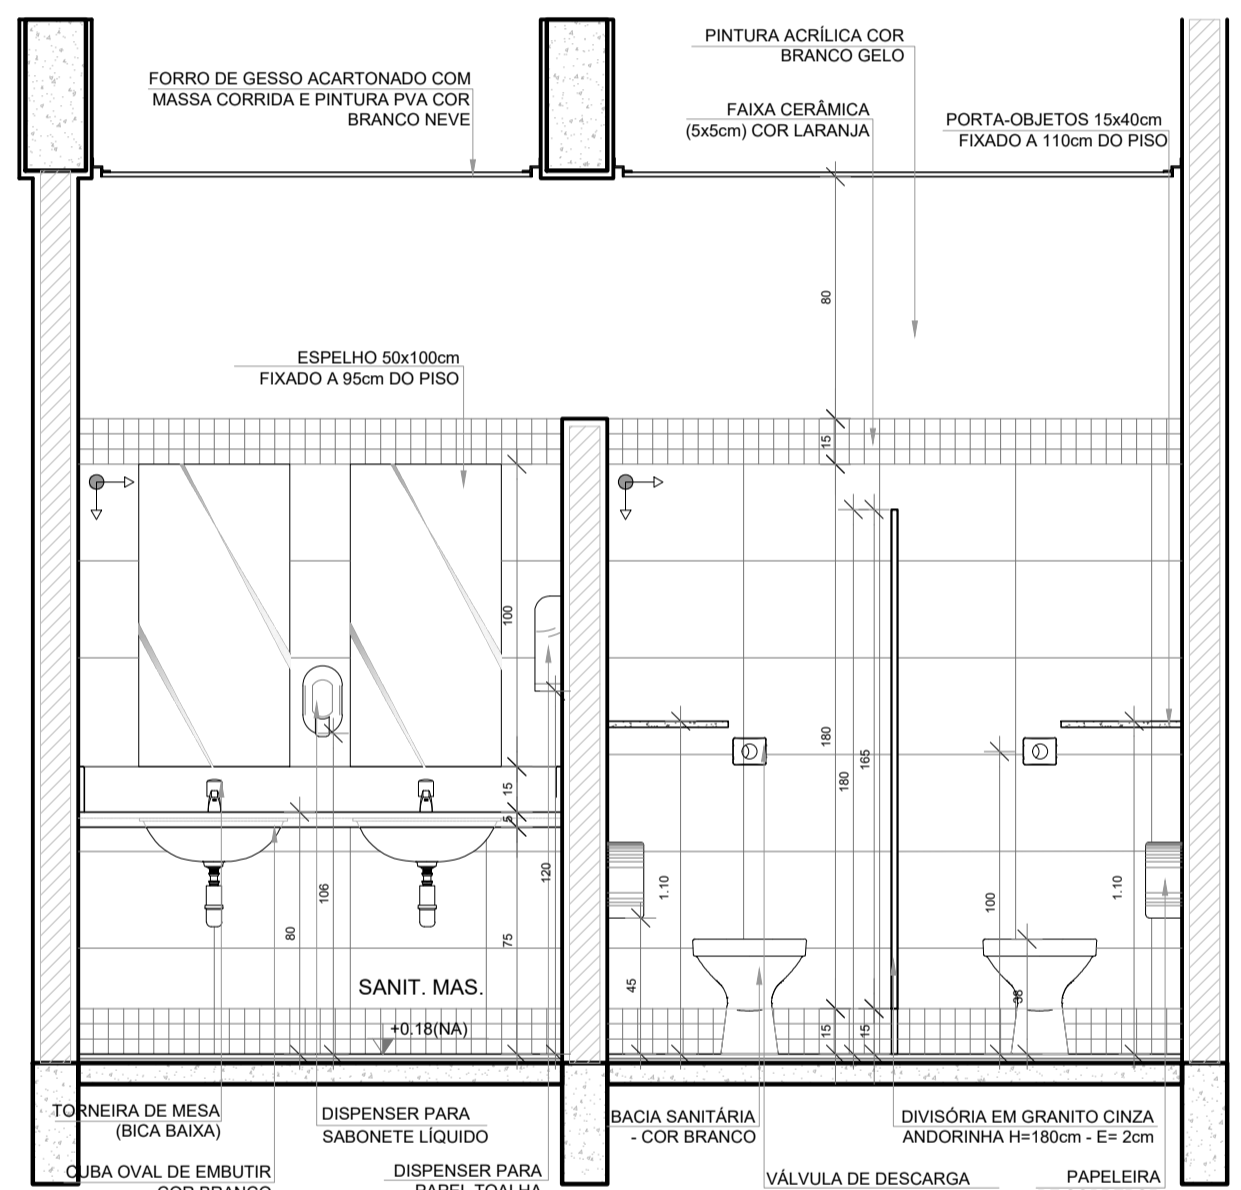 PINTURA ACRÍLICA COR
BRANCO GELO
FORRO DE GESSO ACARTONADO COM
MASSA CORRIDA E PINTURA PVA COR
BRANCO NEVE
FAIXA CERÂMICA
(5x5cm) COR LARANJA
PORTA-OBJETOS 15x40cm
FIXADO A 110cm DO PISO
80
ESPELHO 50x100cm
FIXADO A 95cm DO PISO
15
100
180
180
165
15
5
120
106
80
75
1.10
45
100
38
1.10
SANIT. MAS.
+0.18(NA)
15
15
TORNEIRA DE MESA
(BICA BAIXA)
DISPENSER PARA
SABONETE LÍQUIDO
BACIA SANITÁRIA
- COR BRANCO
DIVISÓRIA EM GRANITO CINZA
ANDORINHA H=180cm - E= 2cm
CUBA OVAL DE EMBUTIR
COR BRANCO
DISPENSER PARA
PAPEL TOALHA
VÁLVULA DE DESCARGA
PAPELEIRA